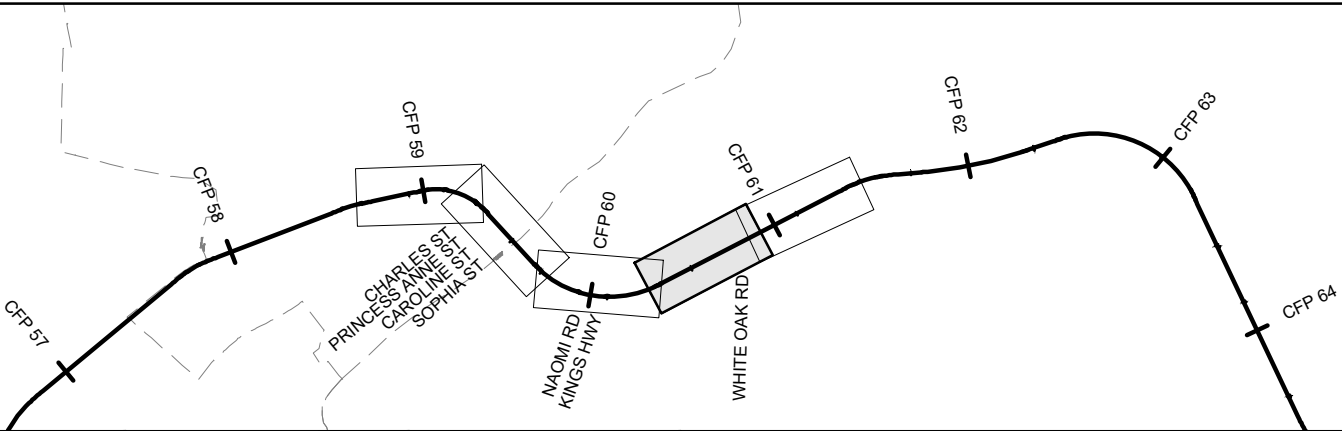 CFP 57
CFP 58
CFP 59
CHARLES ST
PRINCESS ANNE ST
CAROLINE ST
SOPHIA ST
CFP 60
NAOMI RD
KINGS HWY
CFP 61
WHITE OAK RD
CFP 62
CFP 63
CFP 64